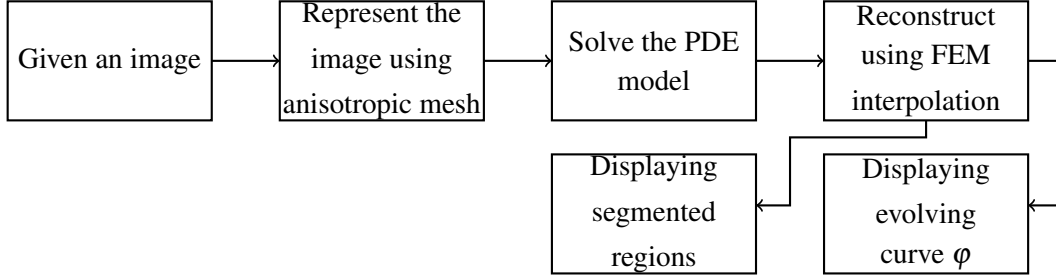 Given an image
Represent the
image using
anisotropic mesh
Solve the PDE
model
Reconstruct
using FEM
interpolation
Displaying
segmented
regions
Displaying
evolving
curve φ